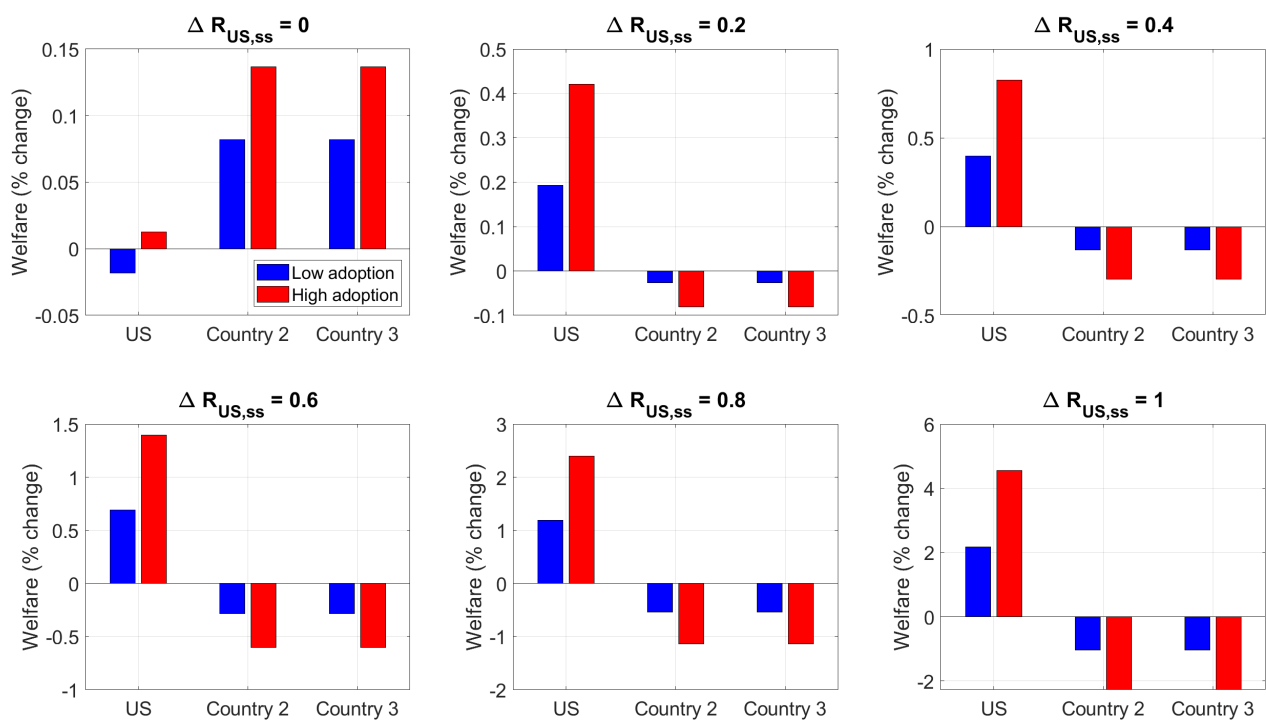 Δ R_US,ss = 0
Welfare (% change)
0.15
0.1
0.05
0
-0.05
US Country 2 Country 3
Low adoption
High adoption
Δ R_US,ss = 0.2
Welfare (% change)
0.5
0.4
0.3
0.2
0.1
0
-0.1
US Country 2 Country 3
Δ R_US,ss = 0.4
Welfare (% change)
1
0.5
0
-0.5
US Country 2 Country 3
Δ R_US,ss = 0.6
Welfare (% change)
1.5
1
0.5
0
-0.5
-1
US Country 2 Country 3
Δ R_US,ss = 0.8
Welfare (% change)
3
2
1
0
-1
-2
US Country 2 Country 3
Δ R_US,ss = 1
Welfare (% change)
6
4
2
0
-2
US Country 2 Country 3